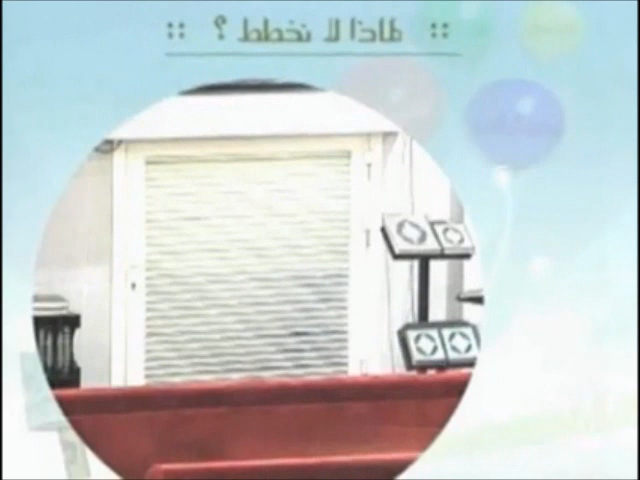 :: لماذا لا نخطط ؟ ::